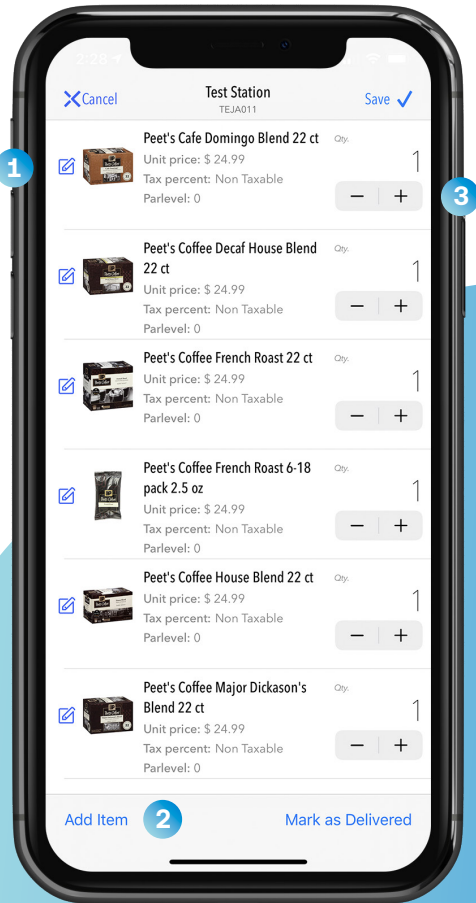 2:28
Cancel
Test Station
Save
TEJA011
1
Peet's Cafe Domingo Blend 22 ct
Qty.
Unit price: $ 24.99
1
Tax percent: Non Taxable
Parlevel: 0
− +
3
Peet's Coffee Decaf House Blend
22 ct
Qty.
Unit price: $ 24.99
1
Tax percent: Non Taxable
Parlevel: 0
− +
Peet's Coffee French Roast 22 ct
Qty.
Unit price: $ 24.99
1
Tax percent: Non Taxable
Parlevel: 0
− +
Peet's Coffee French Roast 6-18
pack 2.5 oz
Qty.
Unit price: $ 24.99
1
Tax percent: Non Taxable
Parlevel: 0
− +
Peet's Coffee House Blend 22 ct
Qty.
Unit price: $ 24.99
1
Tax percent: Non Taxable
Parlevel: 0
− +
Peet's Coffee Major Dickason's
Blend 22 ct
Qty.
Unit price: $ 24.99
1
Tax percent: Non Taxable
Parlevel: 0
− +
Add Item
2
Mark as Delivered